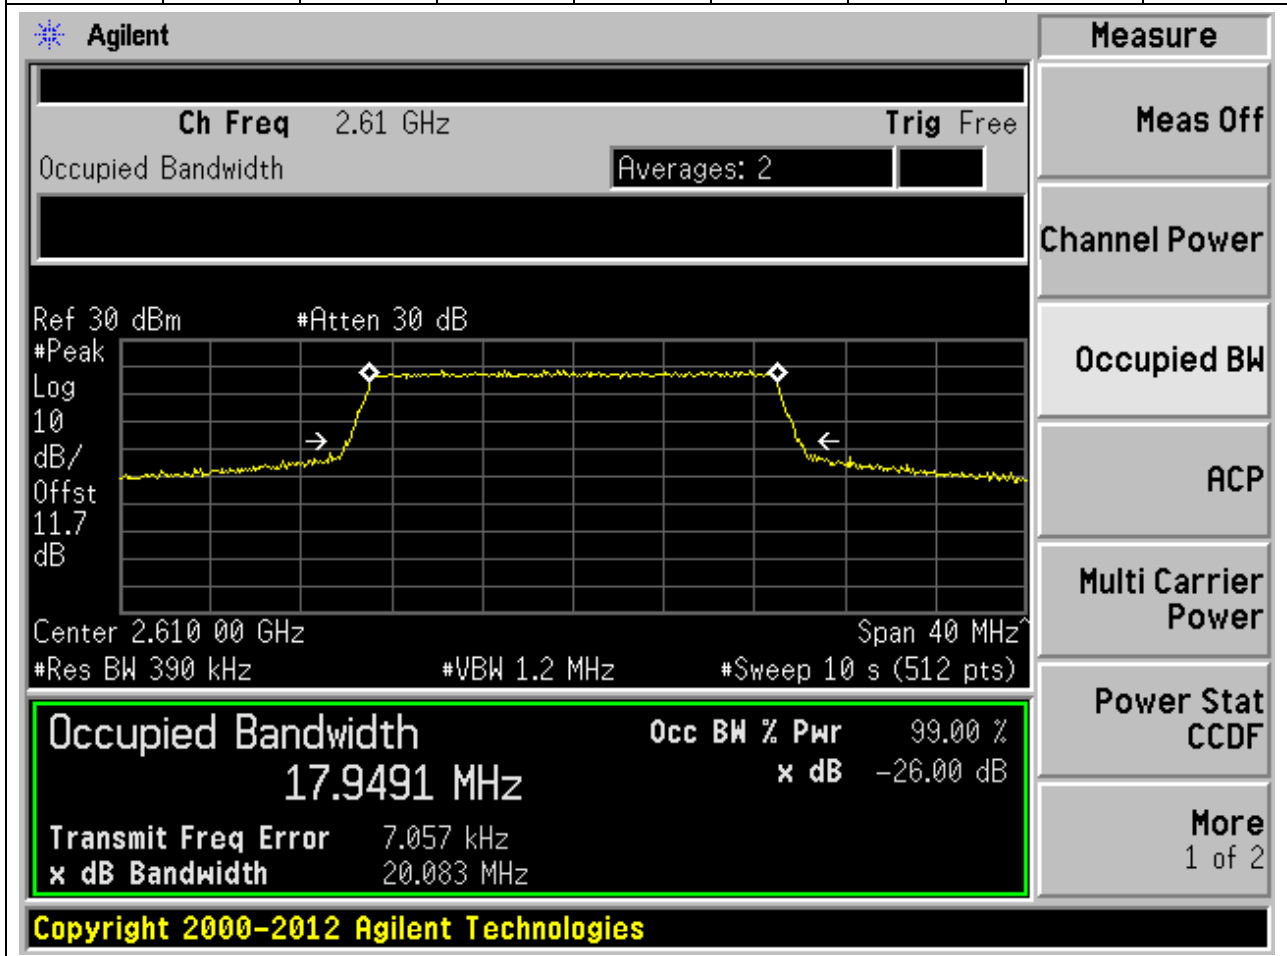 Agilent
Measure
Ch Freq 2.61 GHz Trig Free
Meas Off
Occupied Bandwidth Averages: 2
Channel Power
Ref 30 dBm #Atten 30 dB
#Peak
Log
10
dB/
Offst
11.7
dB
Occupied BW
ACP
Center 2.610 00 GHz Span 40 MHz^
#Res BW 390 kHz #VBW 1.2 MHz #Sweep 10 s (512 pts)
Multi Carrier
Power
Occupied Bandwidth Occ BW % Pwr 99.00 %
17.9491 MHz x dB -26.00 dB
Transmit Freq Error 7.057 kHz
x dB Bandwidth 20.083 MHz
Power Stat
CCDF
More
1 of 2
Copyright 2000-2012 Agilent Technologies